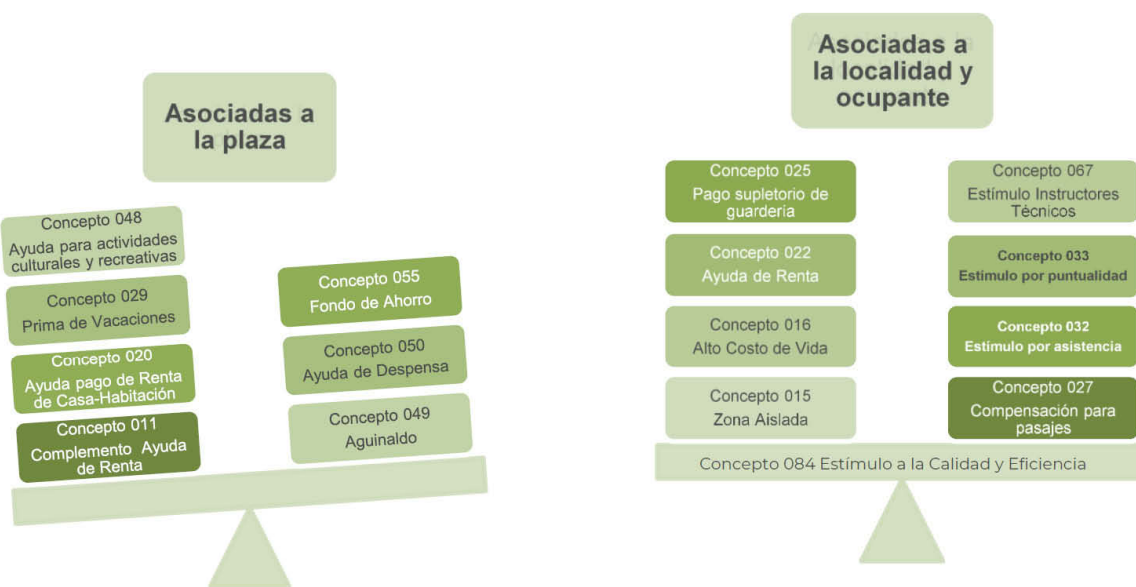 Asociadas a
la plaza
Concepto 048
Ayuda para actividades
culturales y recreativas
Concepto 029
Prima de Vacaciones
Concepto 020
Ayuda pago de Renta
de Casa-Habitación
Concepto 011
Complemento Ayuda
de Renta
Concepto 055
Fondo de Ahorro
Concepto 050
Ayuda de Despensa
Concepto 049
Aguinaldo
Asociadas a
la localidad y
ocupante
Concepto 025
Pago supletorio de
guardería
Concepto 022
Ayuda de Renta
Concepto 016
Alto Costo de Vida
Concepto 015
Zona Aislada
Concepto 067
Estímulo Instructores
Técnicos
Concepto 033
Estímulo por puntualidad
Concepto 032
Estímulo por asistencia
Concepto 027
Compensación para
pasajes
Concepto 084 Estímulo a la Calidad y Eficiencia